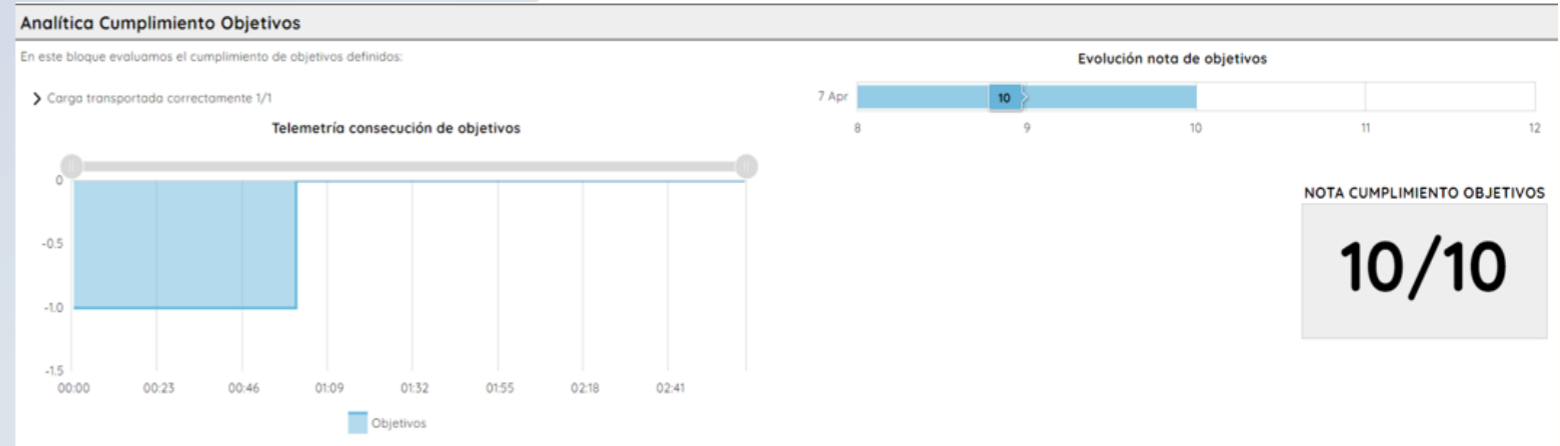 Analítica Cumplimiento Objetivos
En este bloque evaluamos el cumplimiento de objetivos definidos:
Carga transportada correctamente 1/1
Telemetría consecución de objetivos
0
-0.5
-1.0
-1.5
00:00 00:23 00:46 01:09 01:32 01:55 02:18 02:41
Objetivos
Evolución nota de objetivos
7 Apr 10
8 9 10 11 12
NOTA CUMPLIMIENTO OBJETIVOS
10/10